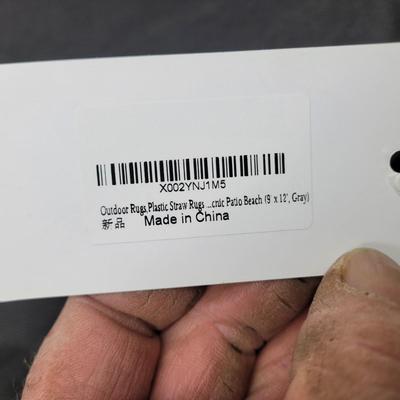 X002YNJ1M5
Outdoor Rugs,Plastic Straw Rugs ...cnic Patio Beach (9' x 12', Gray)
新品 Made in China